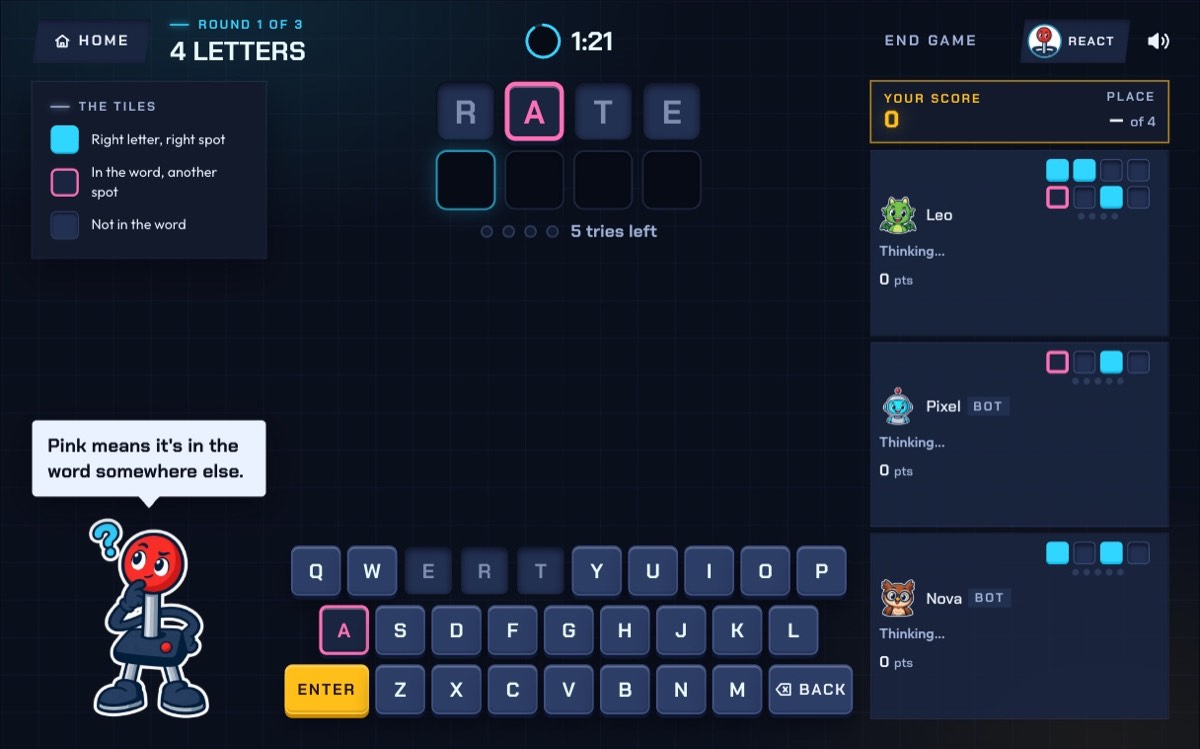 HOME
ROUND 1 OF 3
4 LETTERS
1:21
END GAME
REACT
THE TILES
Right letter, right spot
In the word, another
spot
Not in the word
R A T E
5 tries left
YOUR SCORE
0
PLACE
– of 4
Leo
Thinking...
0 pts
Pixel BOT
Thinking...
0 pts
Nova BOT
Thinking...
0 pts
Pink means it's in the
word somewhere else.
?
Q W E R T Y U I O P
A S D F G H J K L
ENTER Z X C V B N M BACK